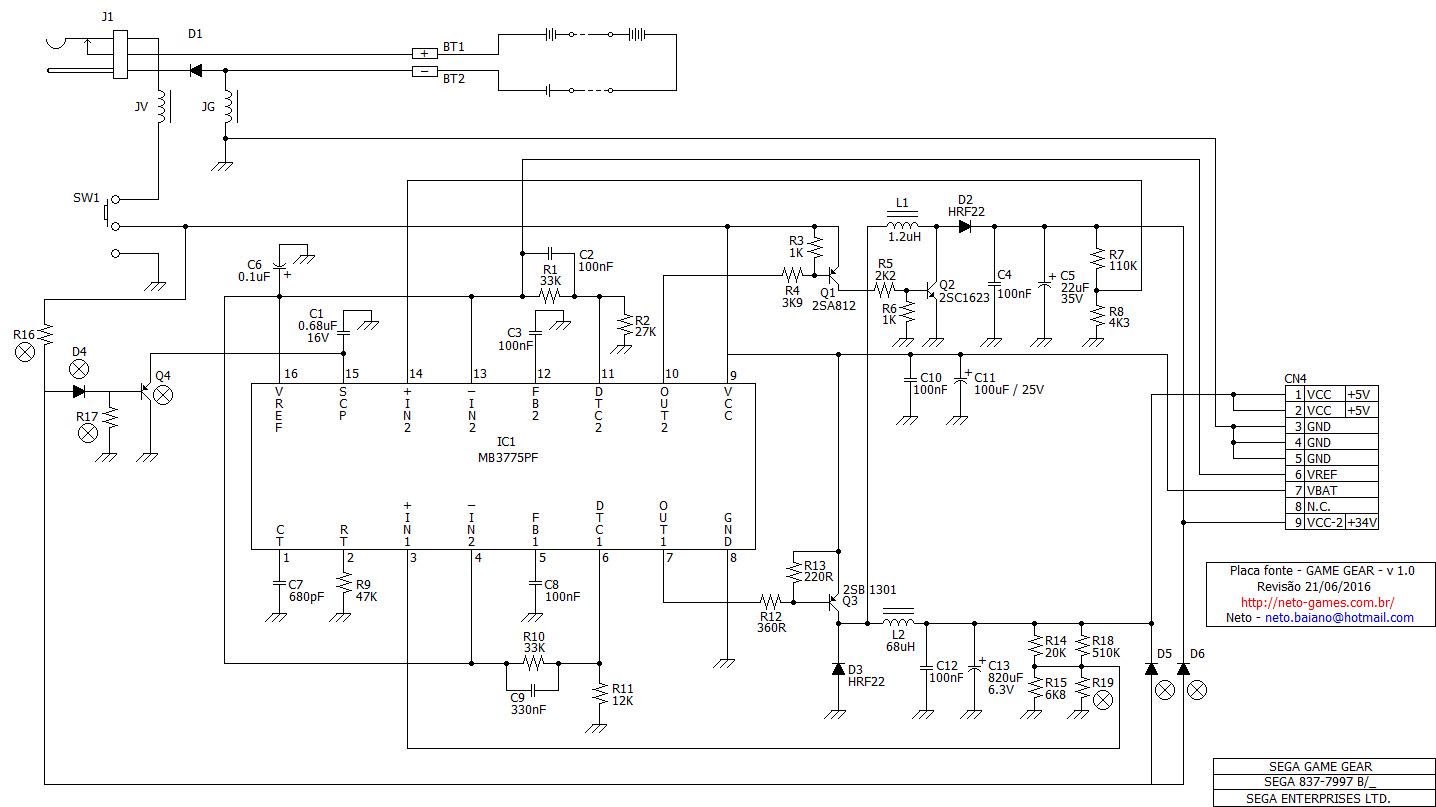 J1
D1
+ BT1
− BT2
JV
JG
SW1
L1
1.2uH
D2
HRF22
C6
0.1uF
+
C2
100nF
R1
33K
R3
1K
R4
3K9
Q1
2SA812
R5
2K2
R6
1K
Q2
2SC1623
C4
100nF
+
C5
22uF
35V
R7
110K
R8
4K3
C1
0.68uF
16V
C3
100nF
R2
27K
R16
D4
Q4
R17
16 15 14 13 12 11 10 9
VREF
SCP
+IN2
−IN2
FB2
DTC2
OUT2
VCC
IC1
MB3775PF
CT
RT
+IN1
−IN2
FB1
DTC1
OUT1
GND
1 2 3 4 5 6 7 8
C10
100nF
+
C11
100uF / 25V
CN4
1 VCC +5V
2 VCC +5V
3 GND
4 GND
5 GND
6 VREF
7 VBAT
8 N.C.
9 VCC-2 +34V
C7
680pF
R9
47K
C8
100nF
R13
220R
2SB1301
Q3
R12
360R
R10
33K
C9
330nF
R11
12K
D3
HRF22
L2
68uH
C12
100nF
+
C13
820uF
6.3V
R14
20K
R15
6K8
R18
510K
R19
D5
D6
Placa fonte - GAME GEAR - v 1.0
Revisão 21/06/2016
http://neto-games.com.br/
Neto - neto.baiano@hotmail.com
SEGA GAME GEAR
SEGA 837-7997 B/_
SEGA ENTERPRISES LTD.